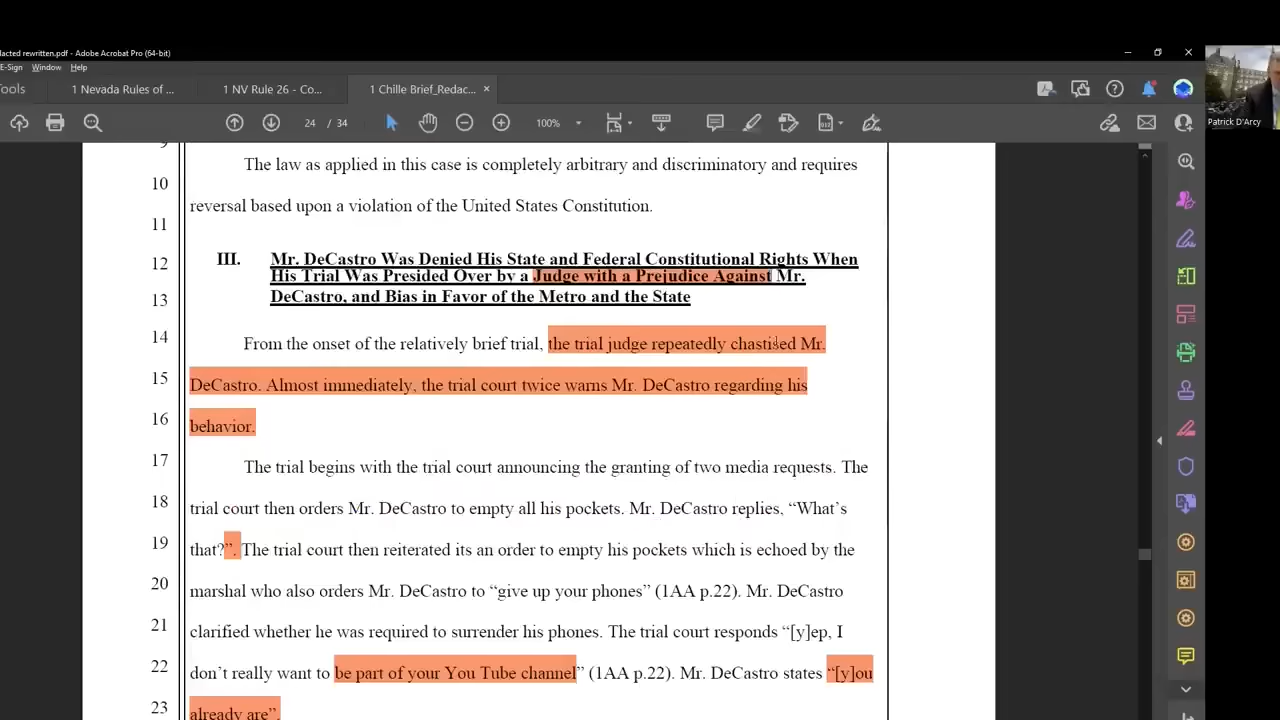 lacted rewritten.pdf - Adobe Acrobat Pro (64-bit)
E-Sign Window Help
Tools 1 Nevada Rules of ... 1 NV Rule 26 - Co... 1 Chille Brief_Redac... ×
24 / 34 100%
Patrick D'Arcy
9
The law as applied in this case is completely arbitrary and discriminatory and requires
10
reversal based upon a violation of the United States Constitution.
11
12 III. Mr. DeCastro Was Denied His State and Federal Constitutional Rights When
His Trial Was Presided Over by a Judge with a Prejudice Against Mr.
13 DeCastro, and Bias in Favor of the Metro and the State
14 From the onset of the relatively brief trial, the trial judge repeatedly chastised Mr.
15 DeCastro. Almost immediately, the trial court twice warns Mr. DeCastro regarding his
16 behavior.
17 The trial begins with the trial court announcing the granting of two media requests. The
18 trial court then orders Mr. DeCastro to empty all his pockets. Mr. DeCastro replies, “What’s
19 that?”. The trial court then reiterated its an order to empty his pockets which is echoed by the
20 marshal who also orders Mr. DeCastro to “give up your phones” (1AA p.22). Mr. DeCastro
21 clarified whether he was required to surrender his phones. The trial court responds “[y]ep, I
22 don’t really want to be part of your You Tube channel” (1AA p.22). Mr. DeCastro states “[y]ou
23 already are”.